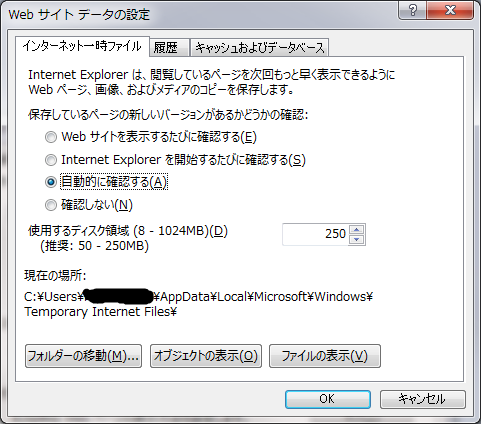 Web サイト データの設定
インターネット一時ファイル 履歴 キャッシュおよびデータベース
Internet Explorer は、閲覧しているページを次回もっと早く表示できるように
Web ページ、画像、およびメディアのコピーを保存します。
保存しているページの新しいバージョンがあるかどうかの確認:
Web サイトを表示するたびに確認する(E)
Internet Explorer を開始するたびに確認する(S)
自動的に確認する(A)
確認しない(N)
使用するディスク領域 (8 - 1024MB)(D) 250
(推奨: 50 - 250MB)
現在の場所:
C:¥Users¥ ¥AppData¥Local¥Microsoft¥Windows¥
Temporary Internet Files¥
フォルダーの移動(M)... オブジェクトの表示(O) ファイルの表示(V)
OK キャンセル